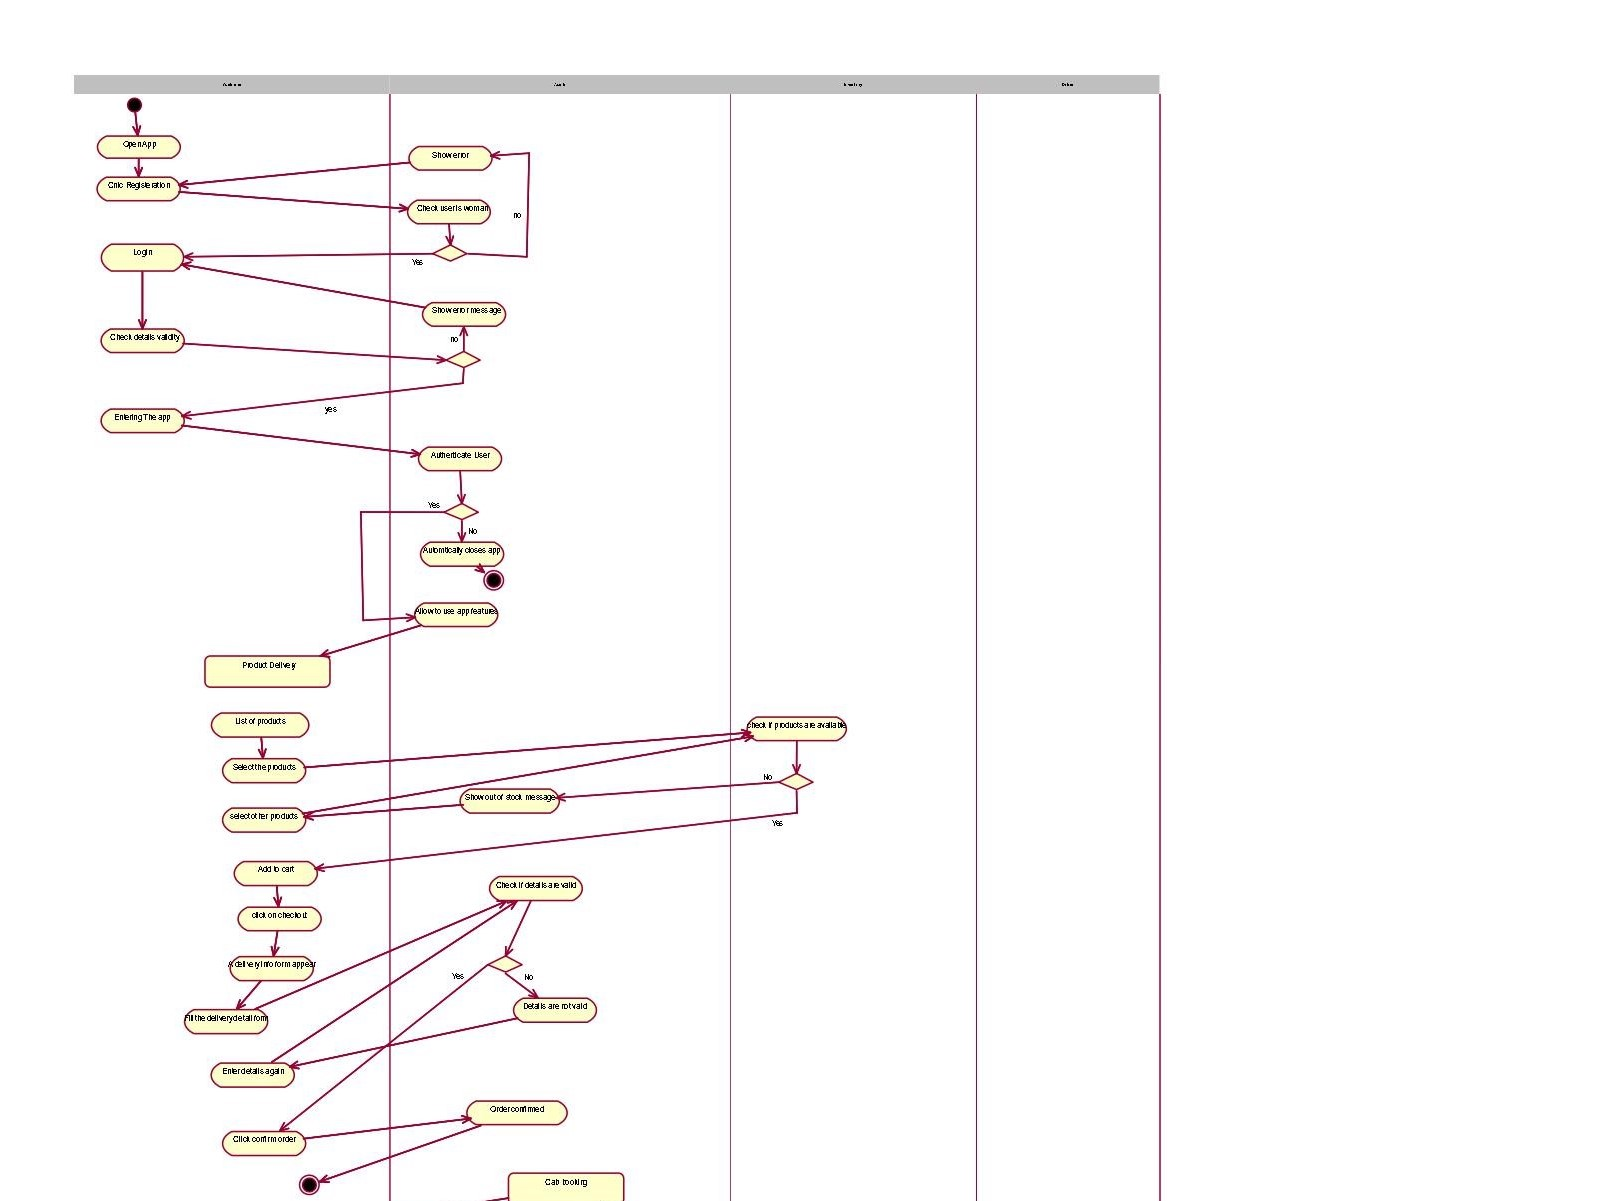 Open App
Show error
Cnic Registeration
Check user is woman
no
Login
Yes
Show error message
Check details validity
no
yes
Entering The app
Authenticate User
Yes
No
Automtically closes app
Allow to use app features
Product Delivery
List of products
check if products are available
Select the products
No
Show out of stock message
select other products
Yes
Add to cart
Check if details are valid
click on checkout
A delivery info form appear
Yes
No
Details are not valid
Fill the delivery detail form
Enter details again
Order confirmed
Click confirm order
Cab booking